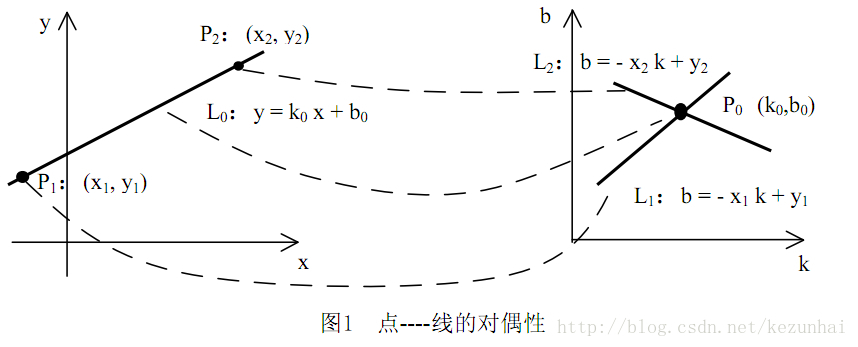 y
P₂： (x₂, y₂)
L₀： y = k₀ x + b₀
P₁： (x₁, y₁)
x
b
L₂： b = - x₂ k + y₂
P₀ (k₀,b₀)
L₁： b = - x₁ k + y₁
k
图1 点----线的对偶性
http://blog.csdn.net/kezunhai